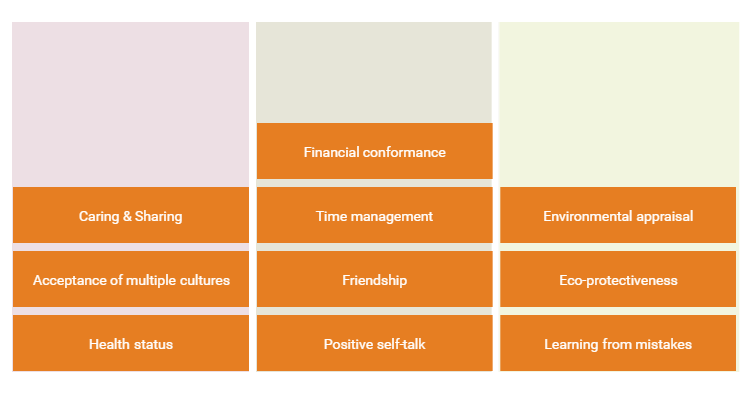 Financial conformance
Caring & Sharing
Time management
Environmental appraisal
Acceptance of multiple cultures
Friendship
Eco-protectiveness
Health status
Positive self-talk
Learning from mistakes